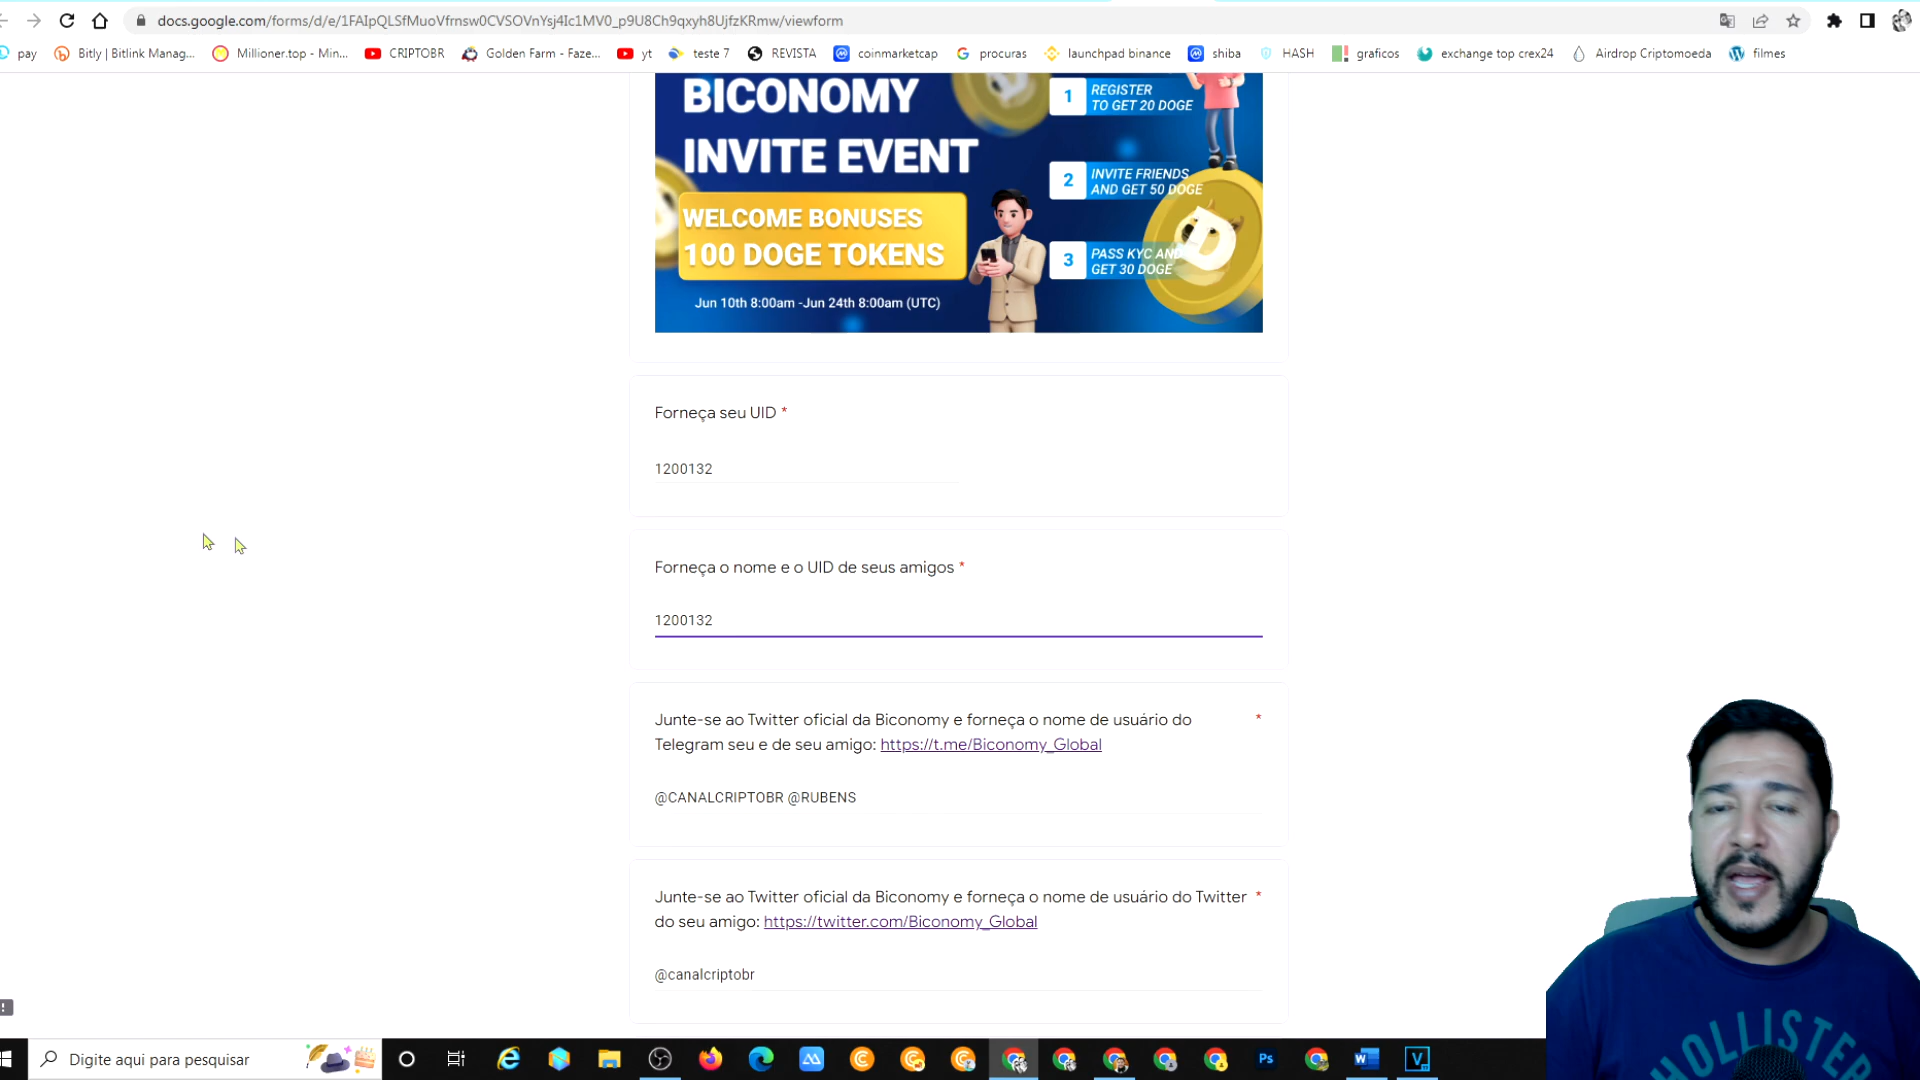 docs.google.com/forms/d/e/1FAIpQLSfMuoVfrnsw0CVSOVnYsj4Ic1MV0_p9U8Ch9qxyh8UjfzKRmw/viewform
pay
Bitly | Bitlink Manag...
Millioner.top - Min...
CRIPTOBR
Golden Farm - Faze...
yt
teste 7
REVISTA
coinmarketcap
procuras
launchpad binance
shiba
HASH
graficos
exchange top crex24
Airdrop Criptomoeda
filmes
BICONOMY
INVITE EVENT
WELCOME BONUSES
100 DOGE TOKENS
Jun 10th 8:00am -Jun 24th 8:00am (UTC)
1
REGISTER
TO GET 20 DOGE
2
INVITE FRIENDS
AND GET 50 DOGE
3
PASS KYC AND
GET 30 DOGE
Forneça seu UID *
1200132
Forneça o nome e o UID de seus amigos *
1200132
Junte-se ao Twitter oficial da Biconomy e forneça o nome de usuário do *
Telegram seu e de seu amigo: https://t.me/Biconomy_Global
@CANALCRIPTOBR @RUBENS
Junte-se ao Twitter oficial da Biconomy e forneça o nome de usuário do Twitter *
do seu amigo: https://twitter.com/Biconomy_Global
@canalcriptobr
HOLLISTER
Digite aqui para pesquisar
Ps